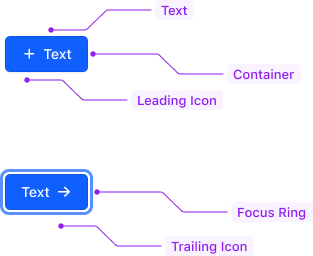 Text
Text
Container
Leading Icon
Text
Focus Ring
Trailing Icon